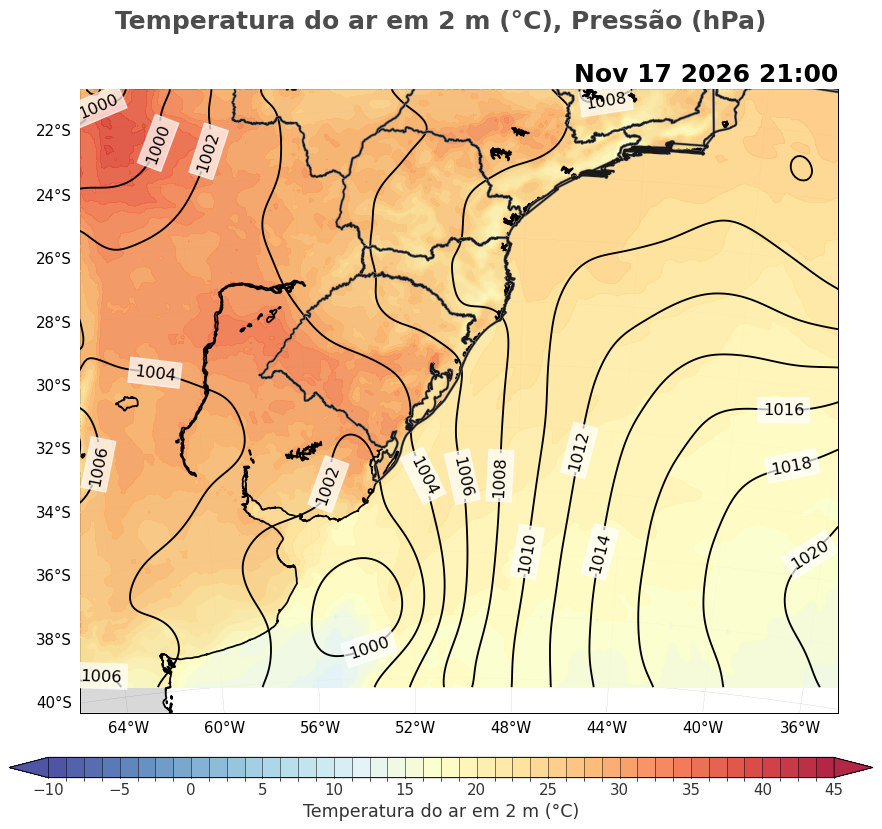 Temperatura do ar em 2 m (°C), Pressão (hPa)
Nov 17 2026 21:00
1000
1008
22°S
1000
1002
24°S
26°S
28°S
1004
30°S
1016
1012
1018
32°S
1006
1002
1004
1006
1008
34°S
1010
1014
1020
36°S
1000
38°S
1006
40°S
64°W 60°W 56°W 52°W 48°W 44°W 40°W 36°W
−10 −5 0 5 10 15 20 25 30 35 40 45
Temperatura do ar em 2 m (°C)